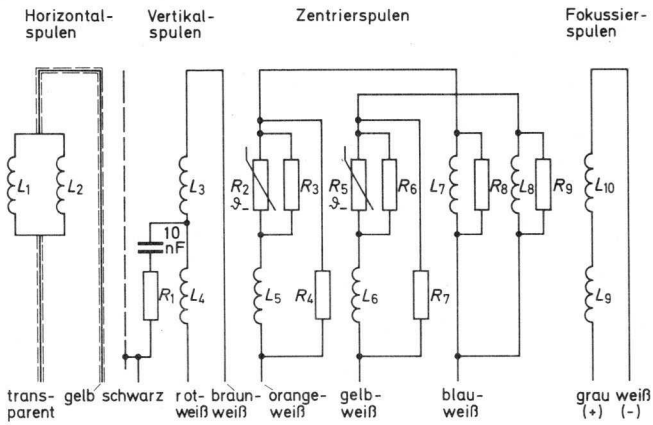 Horizontal-
spulen
Vertikal-
spulen
Zentrierspulen
Fokussier-
spulen
L1
L2
L3
R2
ϑ–
R3
R5
ϑ–
R6
L7
R8
L8
R9
L10
10
nF
R1
L4
L5
R4
L6
R7
L9
trans-
parent
gelb
schwarz
rot-
weiß
braun-
weiß
orange-
weiß
gelb-
weiß
blau-
weiß
grau
(+)
weiß
(-)